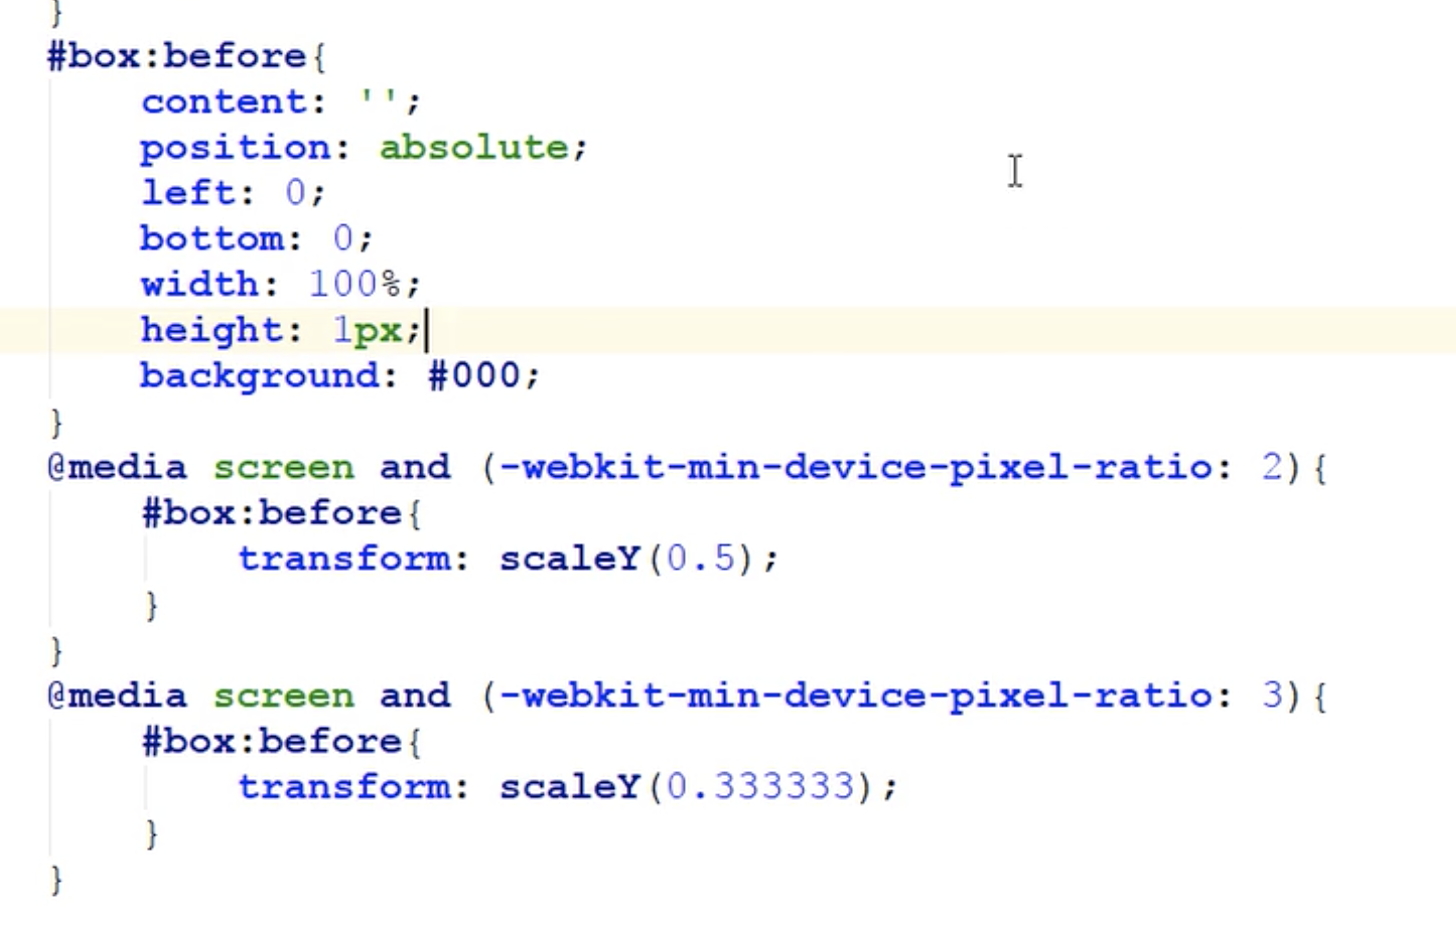 }
#box:before{
    content: '';
    position: absolute;
    left: 0;
    bottom: 0;
    width: 100%;
    height: 1px;
    background: #000;
}
@media screen and (-webkit-min-device-pixel-ratio: 2){
    #box:before{
        transform: scaleY(0.5);
    }
}
@media screen and (-webkit-min-device-pixel-ratio: 3){
    #box:before{
        transform: scaleY(0.333333);
    }
}